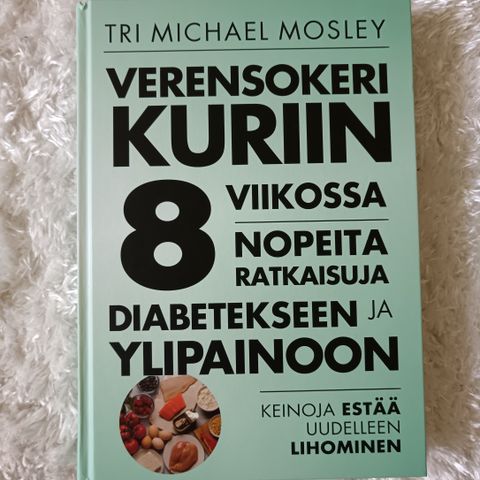 TRI MICHAEL MOSLEY
VERENSOKERI
KURIIN
8 VIIKOSSA
NOPEITA
RATKAISUJA
DIABETEKSEEN JA
YLIPAINOON
KEINOJA ESTÄÄ
UUDELLEEN
LIHOMINEN